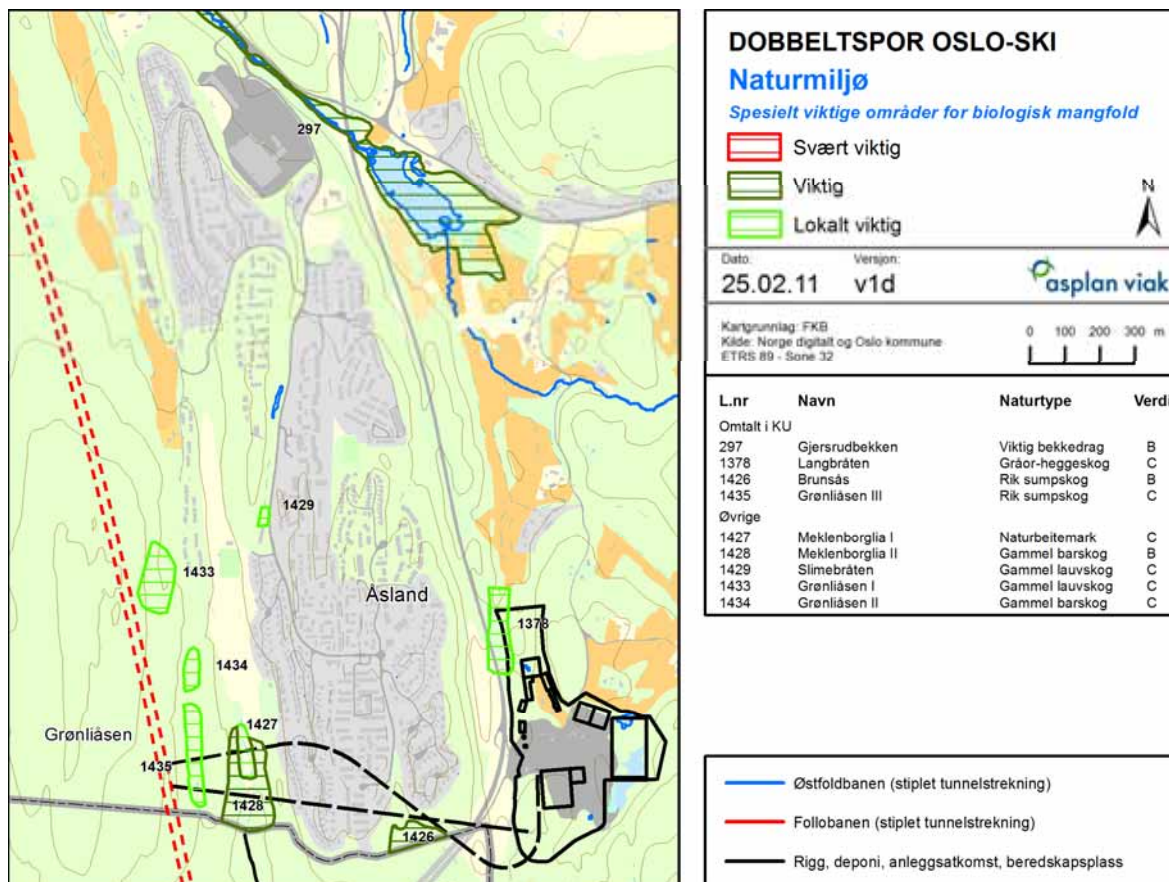 297
1429
Åsland
1433
1378
1434
1427
Grønliåsen
1435
1428
1426
DOBBELTSPOR OSLO-SKI
Naturmiljø
Spesielt viktige områder for biologisk mangfold
Svært viktig
Viktig
Lokalt viktig
N
Dato: Versjon:
25.02.11 v1d
asplan viak
Kartgrunnlag: FKB
Kilde: Norge digitalt og Oslo kommune
ETRS 89 - Sone 32
0 100 200 300 m
L.nr Navn Naturtype Verdi
Omtalt i KU
297 Gjersrudbekken Viktig bekkedrag B
1378 Langbråten Gråor-heggeskog C
1426 Brunsås Rik sumpskog B
1435 Grønliåsen III Rik sumpskog C
Øvrige
1427 Meklenborglia I Naturbeitemark C
1428 Meklenborglia II Gammel barskog B
1429 Slimebråten Gammel lauvskog C
1433 Grønliåsen I Gammel lauvskog C
1434 Grønliåsen II Gammel barskog C
Østfoldbanen (stiplet tunnelstrekning)
Follobanen (stiplet tunnelstrekning)
Rigg, deponi, anleggsatkomst, beredskapsplass